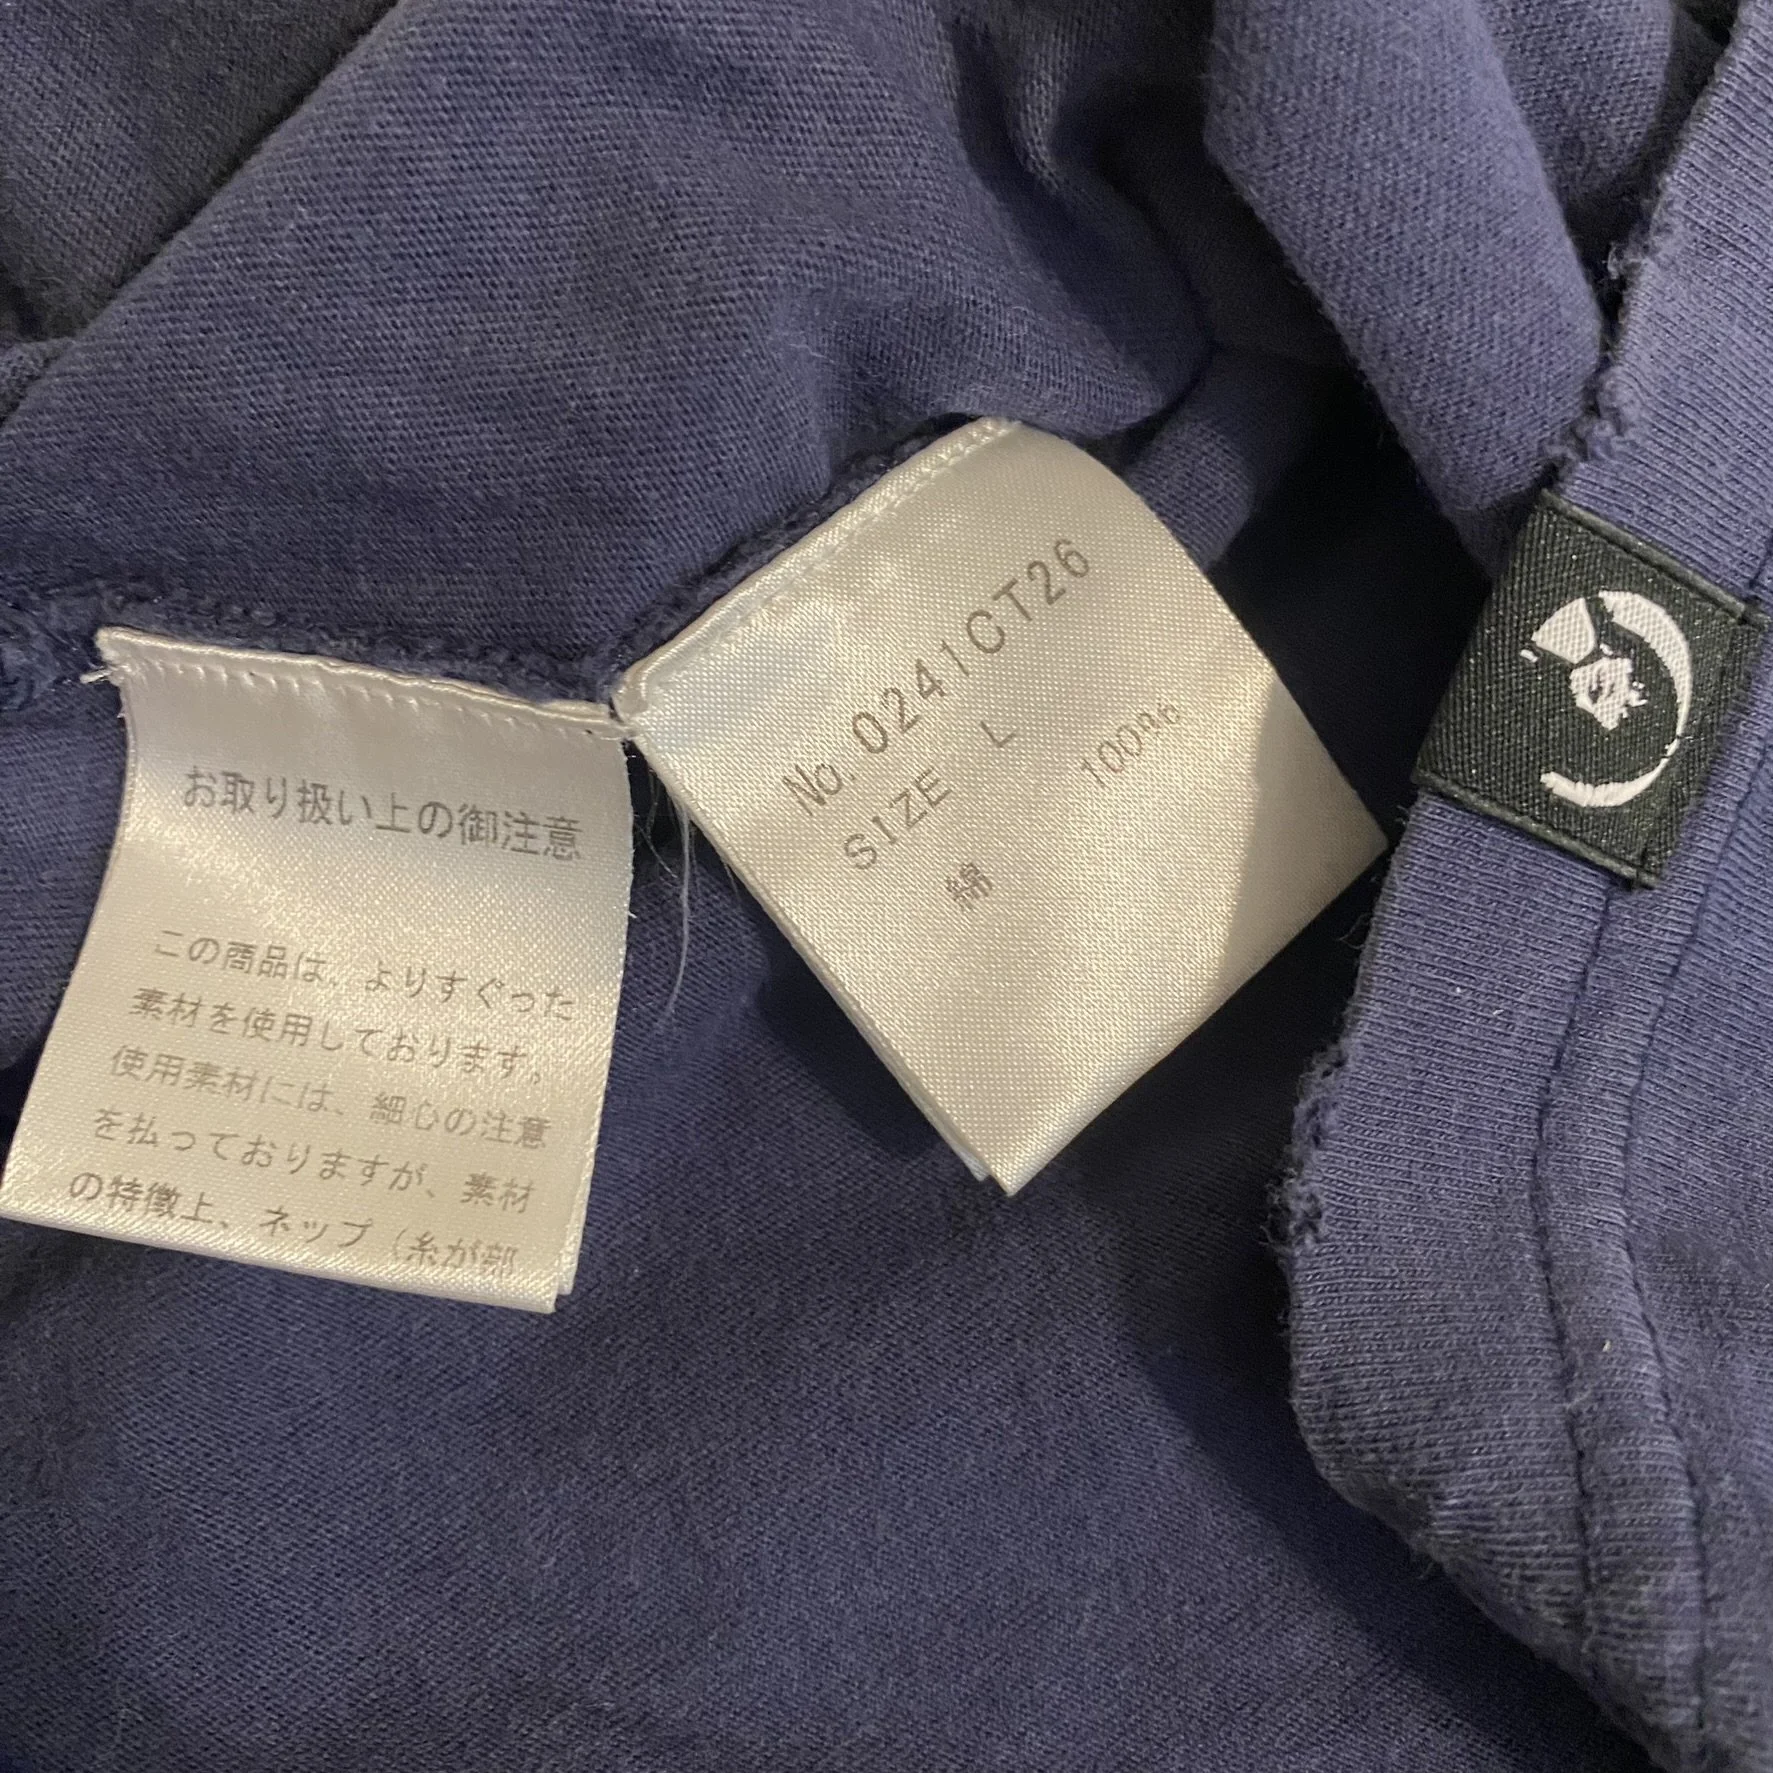 お取り扱い上の御注意
この商品は、よりすぐった
素材を使用しております。
使用素材には、細心の注意
を払っておりますが、素材
の特徴上、ネップ（糸が部
No. 0241CT26
SIZE L
綿 100%